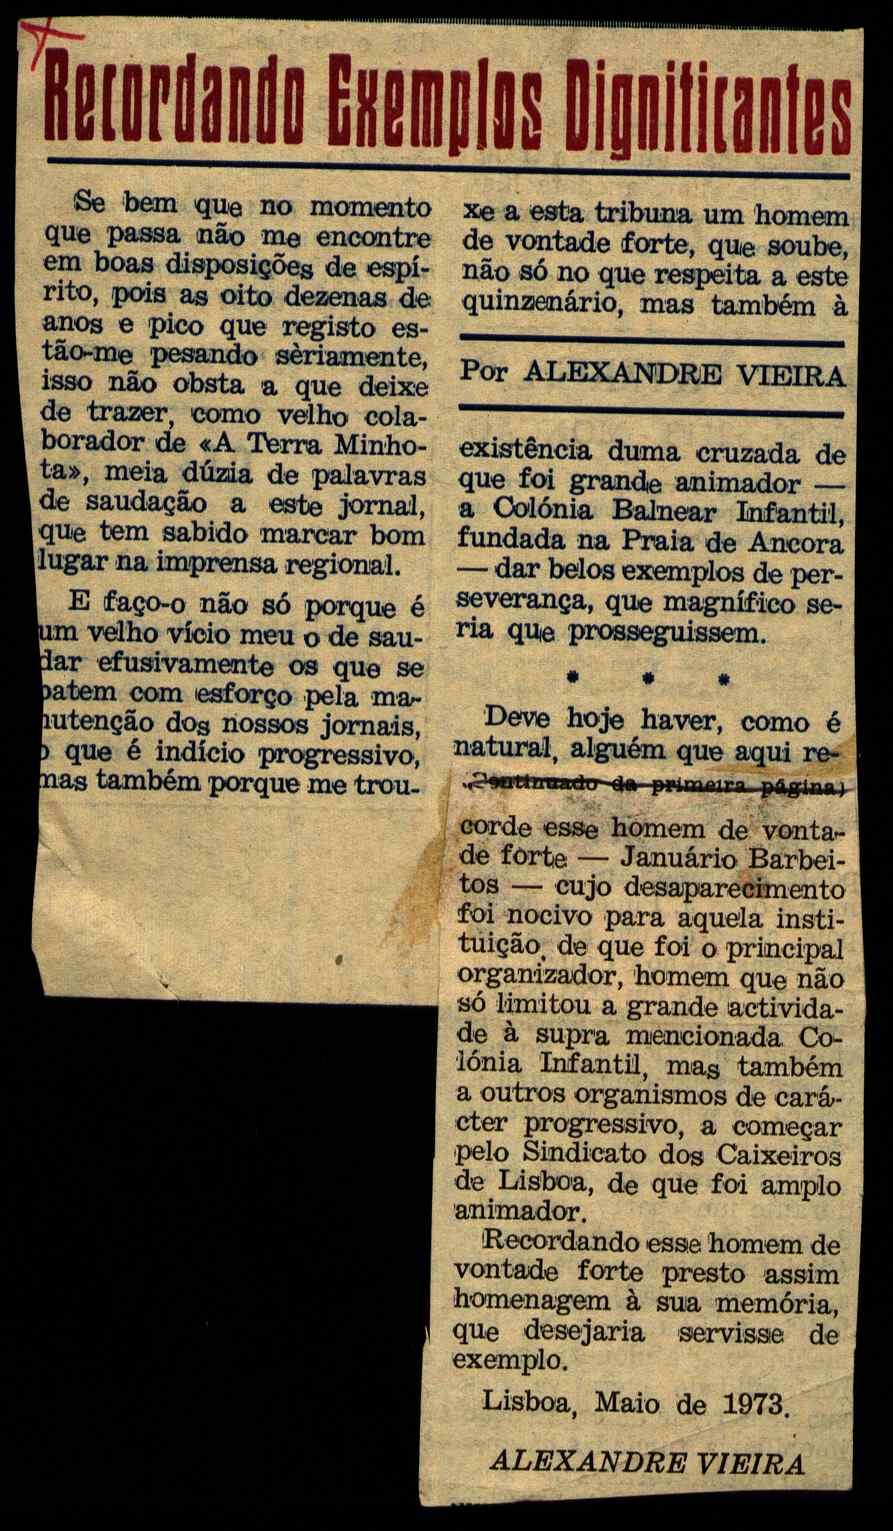 Recordando Exemplos Dignificantes
Se bem que no momento
que passa não me encontre
em boas disposições de espí-
rito, pois as oito dezenas de
anos e pico que registo es-
tão-me pesando sèriamente,
isso não obsta a que deixe
de trazer, como velho cola-
borador de «A Terra Minho-
ta», meia dúzia de palavras
de saudação a este jornal,
que tem sabido marcar bom
lugar na imprensa regional.
E faço-o não só porque é
um velho vício meu o de sau-
dar efusivamente os que se
batem com esforço pela ma-
nutenção dos nossos jornais,
o que é indício progressivo,
mas também porque me trou-
xe a esta tribuna um homem
de vontade forte, que soube,
não só no que respeita a este
quinzenário, mas também à
Por ALEXANDRE VIEIRA
existência duma cruzada de
que foi grande animador —
a Colónia Balnear Infantil,
fundada na Praia de Ancora
— dar belos exemplos de per-
severança, que magnífico se-
ria que prosseguissem.
* * *
Deve hoje haver, como é
natural, alguém que aqui re-
(Continuado da primeira página)
corde esse homem de vonta-
de forte — Januário Barbei-
tos — cujo desaparecimento
foi nocivo para aquela insti-
tuição, de que foi o principal
organizador, homem que não
só limitou a grande activida-
de à supra mencionada Co-
lónia Infantil, mas também
a outros organismos de cará-
cter progressivo, a começar
pelo Sindicato dos Caixeiros
de Lisboa, de que foi amplo
animador.
Recordando esse homem de
vontade forte presto assim
homenagem à sua memória,
que desejaria servisse de
exemplo.
Lisboa, Maio de 1973.
ALEXANDRE VIEIRA